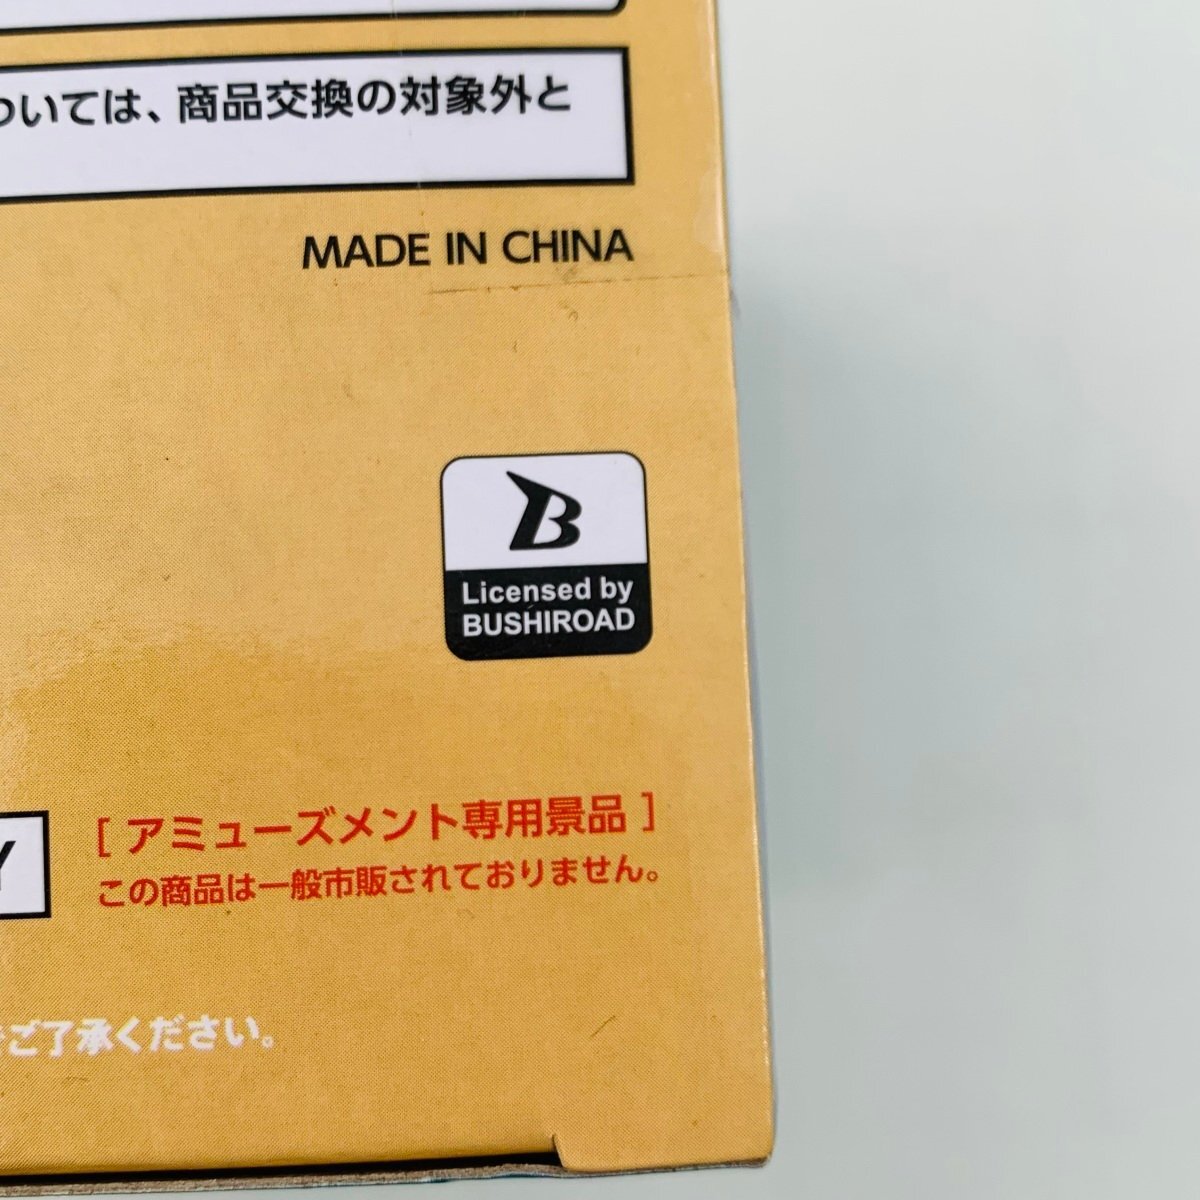 ついては、商品交換の対象外と
MADE IN CHINA
B
Licensed by
BUSHIROAD
Y
[ アミューズメント専用景品 ]
この商品は一般市販されておりません。
ご了承ください。